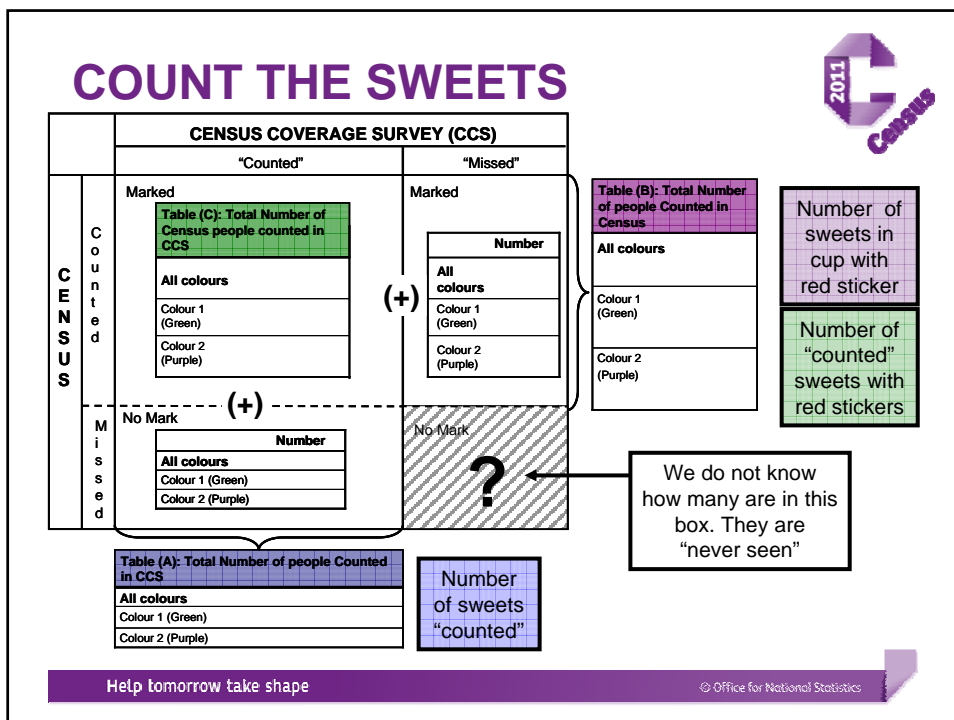 COUNT THE SWEETS
2011
Census
CENSUS COVERAGE SURVEY (CCS)
“Counted”
“Missed”
CENSUS
Counted
Marked
Table (C): Total Number of
Census people counted in
CCS
All colours
Colour 1
(Green)
Colour 2
(Purple)
(+)
Marked
Number
All
colours
Colour 1
(Green)
Colour 2
(Purple)
Table (B): Total Number
of people Counted in
Census
All colours
Colour 1
(Green)
Colour 2
(Purple)
Number of
sweets in
cup with
red sticker
Number of
“counted”
sweets with
red stickers
(+)
Missed
No Mark
Number
All colours
Colour 1 (Green)
Colour 2 (Purple)
No Mark
?
We do not know
how many are in this
box. They are
“never seen”
Table (A): Total Number of people Counted
in CCS
All colours
Colour 1 (Green)
Colour 2 (Purple)
Number
of sweets
“counted”
Help tomorrow take shape
© Office for National Statistics